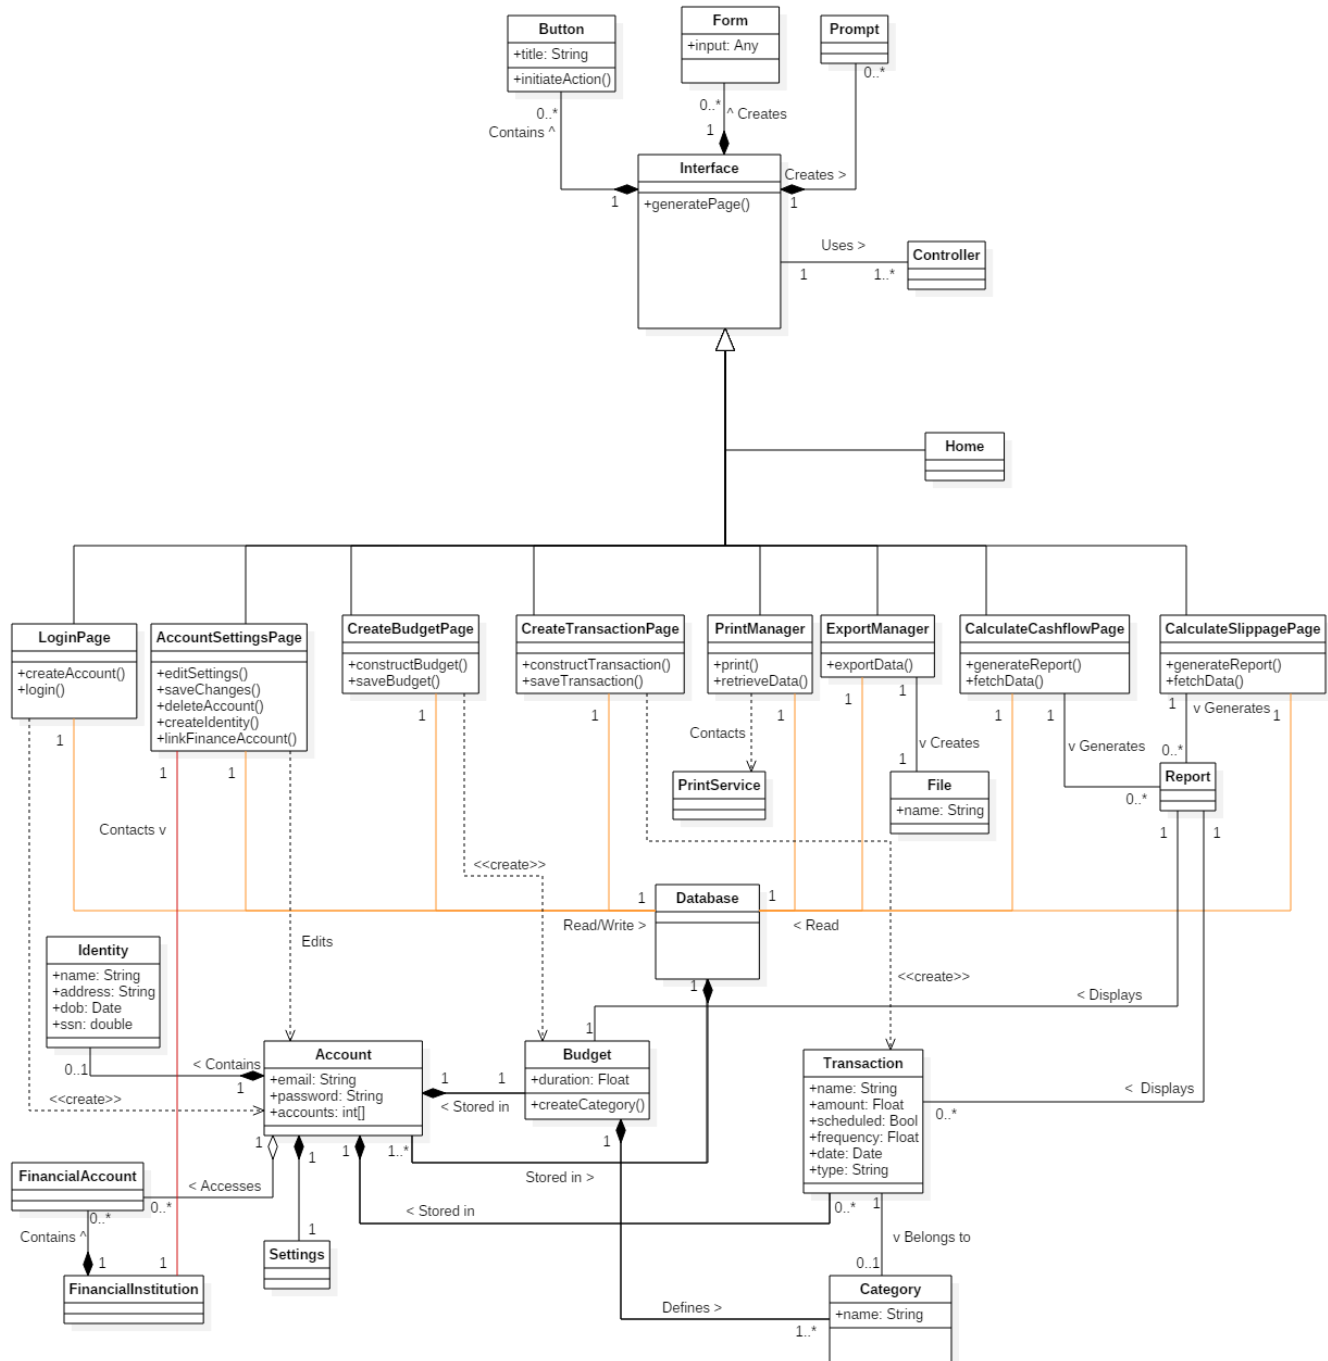 Button
+title: String
+initiateAction()
Form
+input: Any
Prompt
0..*
0..*
0..*
^ Creates
Contains ^
1
Interface
+generatePage()
Creates >
1
1
Uses >
1
1..*
Controller
Home
LoginPage
+createAccount()
+login()
AccountSettingsPage
+editSettings()
+saveChanges()
+deleteAccount()
+createIdentity()
+linkFinanceAccount()
CreateBudgetPage
+constructBudget()
+saveBudget()
CreateTransactionPage
+constructTransaction()
+saveTransaction()
PrintManager
+print()
+retrieveData()
ExportManager
+exportData()
CalculateCashflowPage
+generateReport()
+fetchData()
CalculateSlippagePage
+generateReport()
+fetchData()
1
1
1
1
1
1
1
1
1
1
1
1
v Generates
Contacts
v Creates
v Generates
1
0..*
0..*
PrintService
File
+name: String
Report
Contacts v
<<create>>
1
1
1
Database
1
Read/Write >
< Read
Edits
Identity
+name: String
+address: String
+dob: Date
+ssn: double
<<create>>
1
< Displays
1
0..1
< Contains
1
Account
+email: String
+password: String
+accounts: int[]
1
1
< Stored in
Budget
+duration: Float
+createCategory()
Transaction
+name: String
+amount: Float
+scheduled: Bool
+frequency: Float
+date: Date
+type: String
< Displays
0..*
<<create>>
1
1
1
1..*
1
Stored in >
FinancialAccount
< Accesses
0..*
0..*
< Stored in
0..*
1
Contains ^
1
1
FinancialInstitution
1
Settings
v Belongs to
0..1
Category
+name: String
Defines >
1..*